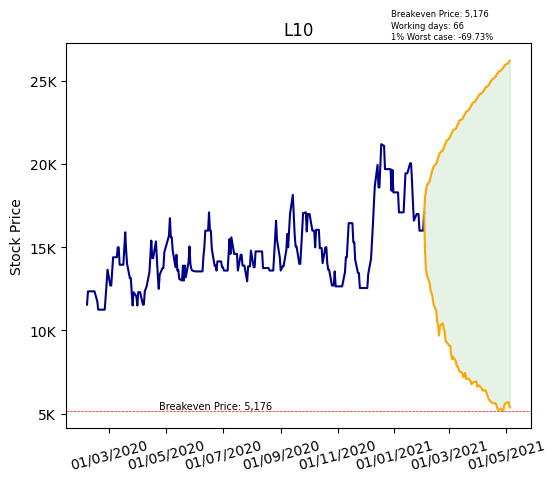 Breakeven Price: 5,176
Working days: 66
1% Worst case: -69.73%
L10
Stock Price
25K
20K
15K
10K
5K
Breakeven Price: 5,176
01/03/2020 01/05/2020 01/07/2020 01/09/2020 01/11/2020 01/01/2021 01/03/2021 01/05/2021